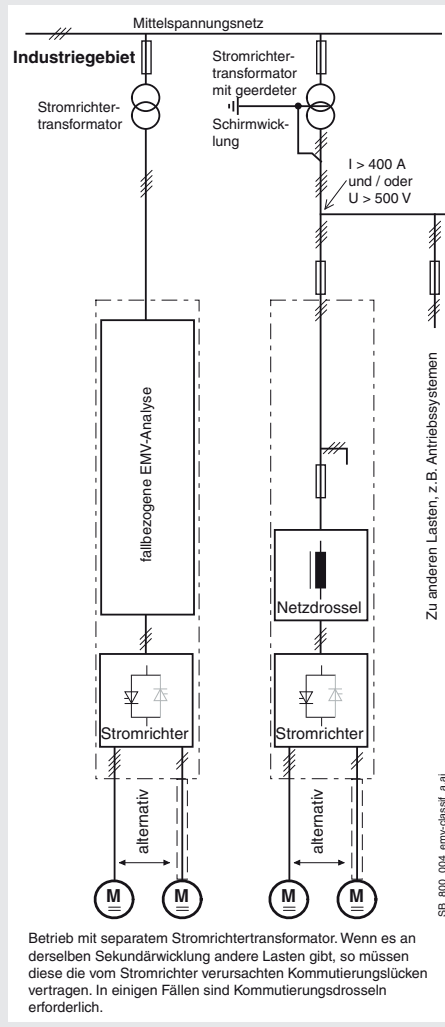 Mittelspannungsnetz
Industriegebiet
Stromrichter-
transformator
Stromrichter-
transformator
mit geerdeter
Schirmwick-
lung
I > 400 A
und / oder
U > 500 V
fallbezogene EMV-Analyse
Zu anderen Lasten, z.B. Antriebssystemen
Netzdrossel
Stromrichter
Stromrichter
alternativ
alternativ
M
M
M
M
SB_800_004_emv-classif_a.ai
Betrieb mit separatem Stromrichtertransformator. Wenn es an
derselben Sekundärwicklung andere Lasten gibt, so müssen
diese die vom Stromrichter verursachten Kommutierungslücken
vertragen. In einigen Fällen sind Kommutierungsdrosseln
erforderlich.